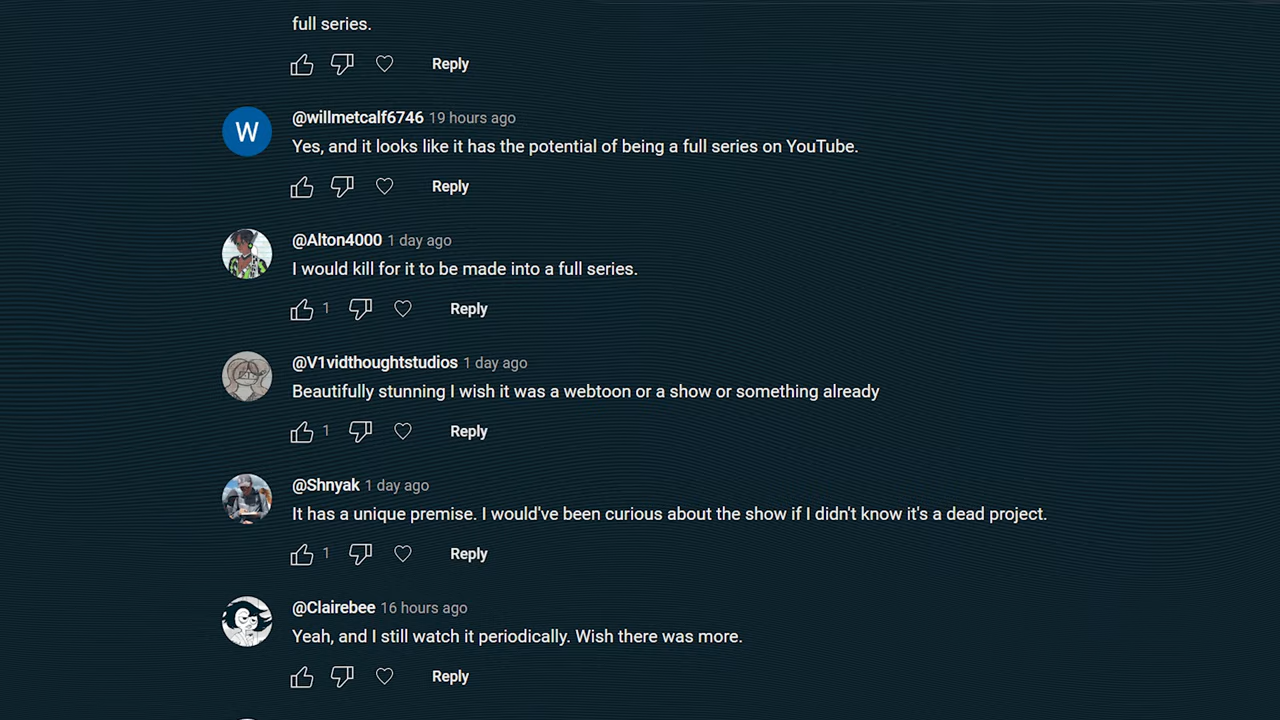 full series.
Reply
@willmetcalf6746 19 hours ago
Yes, and it looks like it has the potential of being a full series on YouTube.
Reply
W
@Alton4000 1 day ago
I would kill for it to be made into a full series.
1 Reply
@V1vidthoughtstudios 1 day ago
Beautifully stunning I wish it was a webtoon or a show or something already
1 Reply
@Shnyak 1 day ago
It has a unique premise. I would've been curious about the show if I didn't know it's a dead project.
1 Reply
@Clairebee 16 hours ago
Yeah, and I still watch it periodically. Wish there was more.
Reply